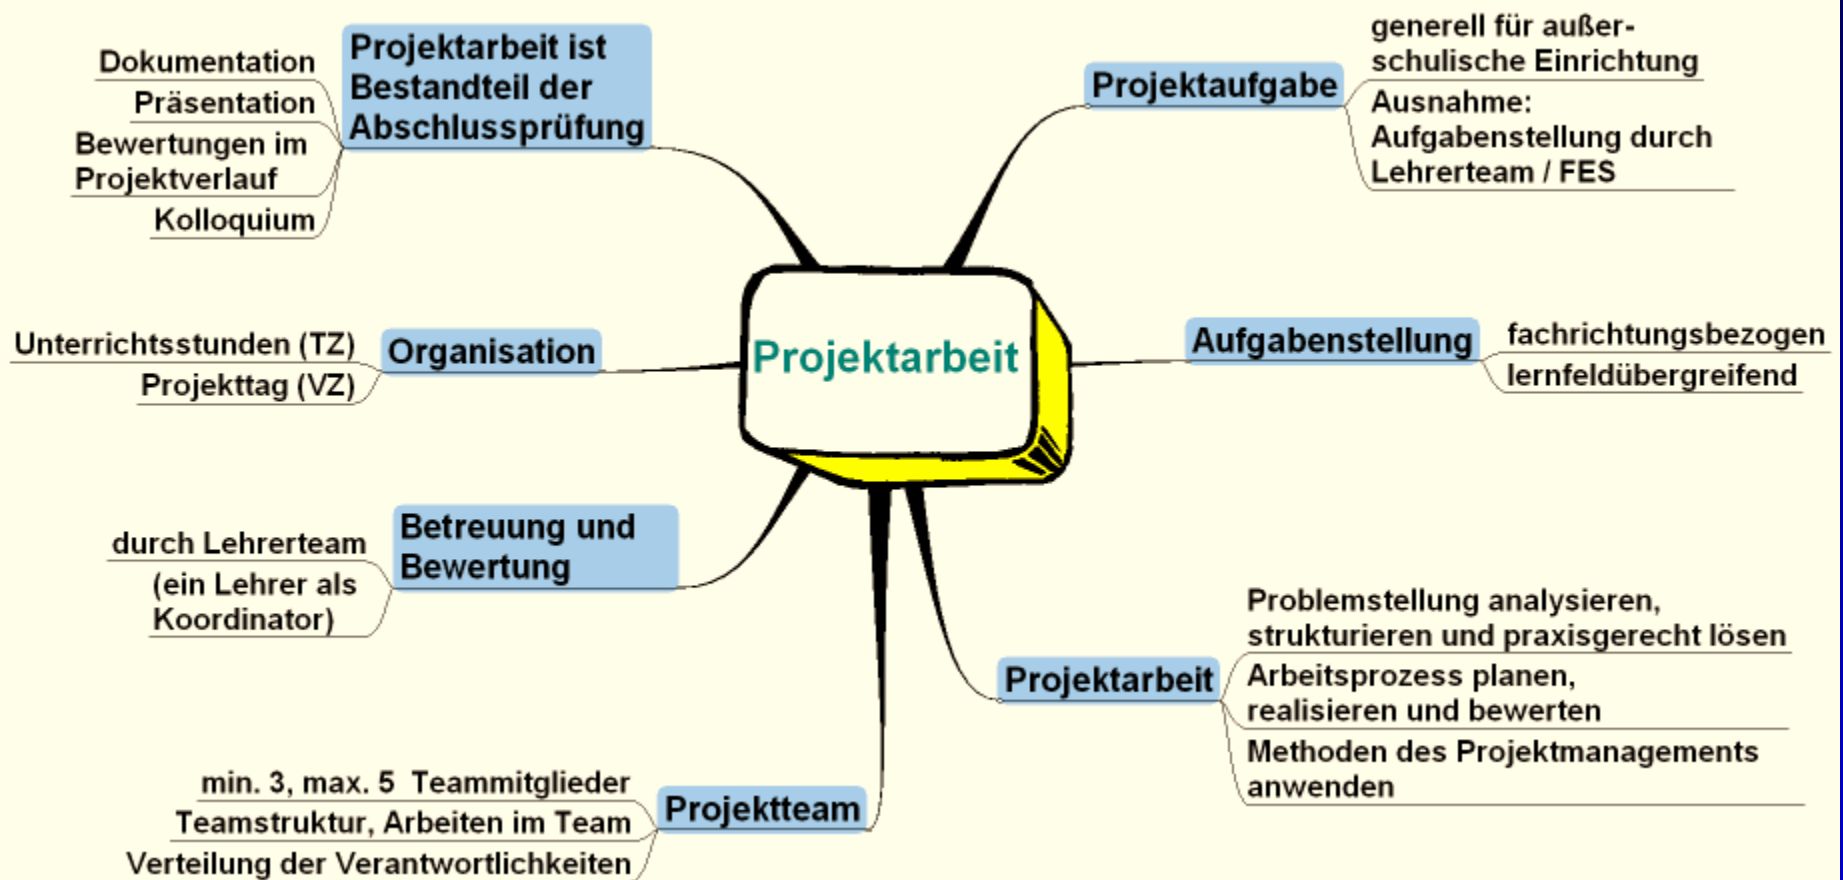 Projektarbeit
Projektarbeit ist
Bestandteil der
Abschlussprüfung
Dokumentation
Präsentation
Bewertungen im
Projektverlauf
Kolloquium
Projektaufgabe
generell für außer-
schulische Einrichtung
Ausnahme:
Aufgabenstellung durch
Lehrerteam / FES
Organisation
Unterrichtsstunden (TZ)
Projekttag (VZ)
Aufgabenstellung
fachrichtungsbezogen
lernfeldübergreifend
Betreuung und
Bewertung
durch Lehrerteam
(ein Lehrer als
Koordinator)
Projektarbeit
Problemstellung analysieren,
strukturieren und praxisgerecht lösen
Arbeitsprozess planen,
realisieren und bewerten
Methoden des Projektmanagements
anwenden
Projektteam
min. 3, max. 5  Teammitglieder
Teamstruktur, Arbeiten im Team
Verteilung der Verantwortlichkeiten